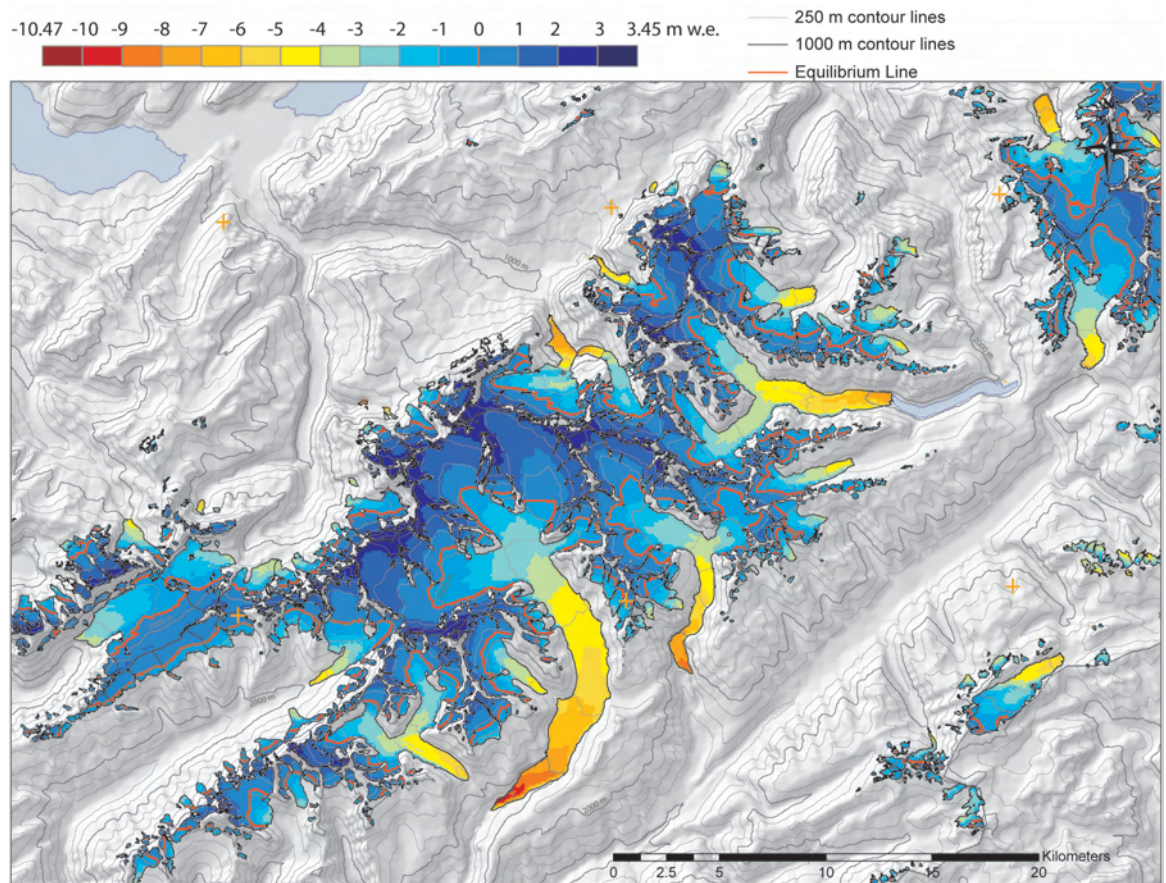 -10.47 -10 -9 -8 -7 -6 -5 -4 -3 -2 -1 0 1 2 3 3.45 m w.e.
250 m contour lines
1000 m contour lines
Equilibrium Line
1000 m
2000 m
2000 m
Kilometers
0 2.5 5 10 15 20